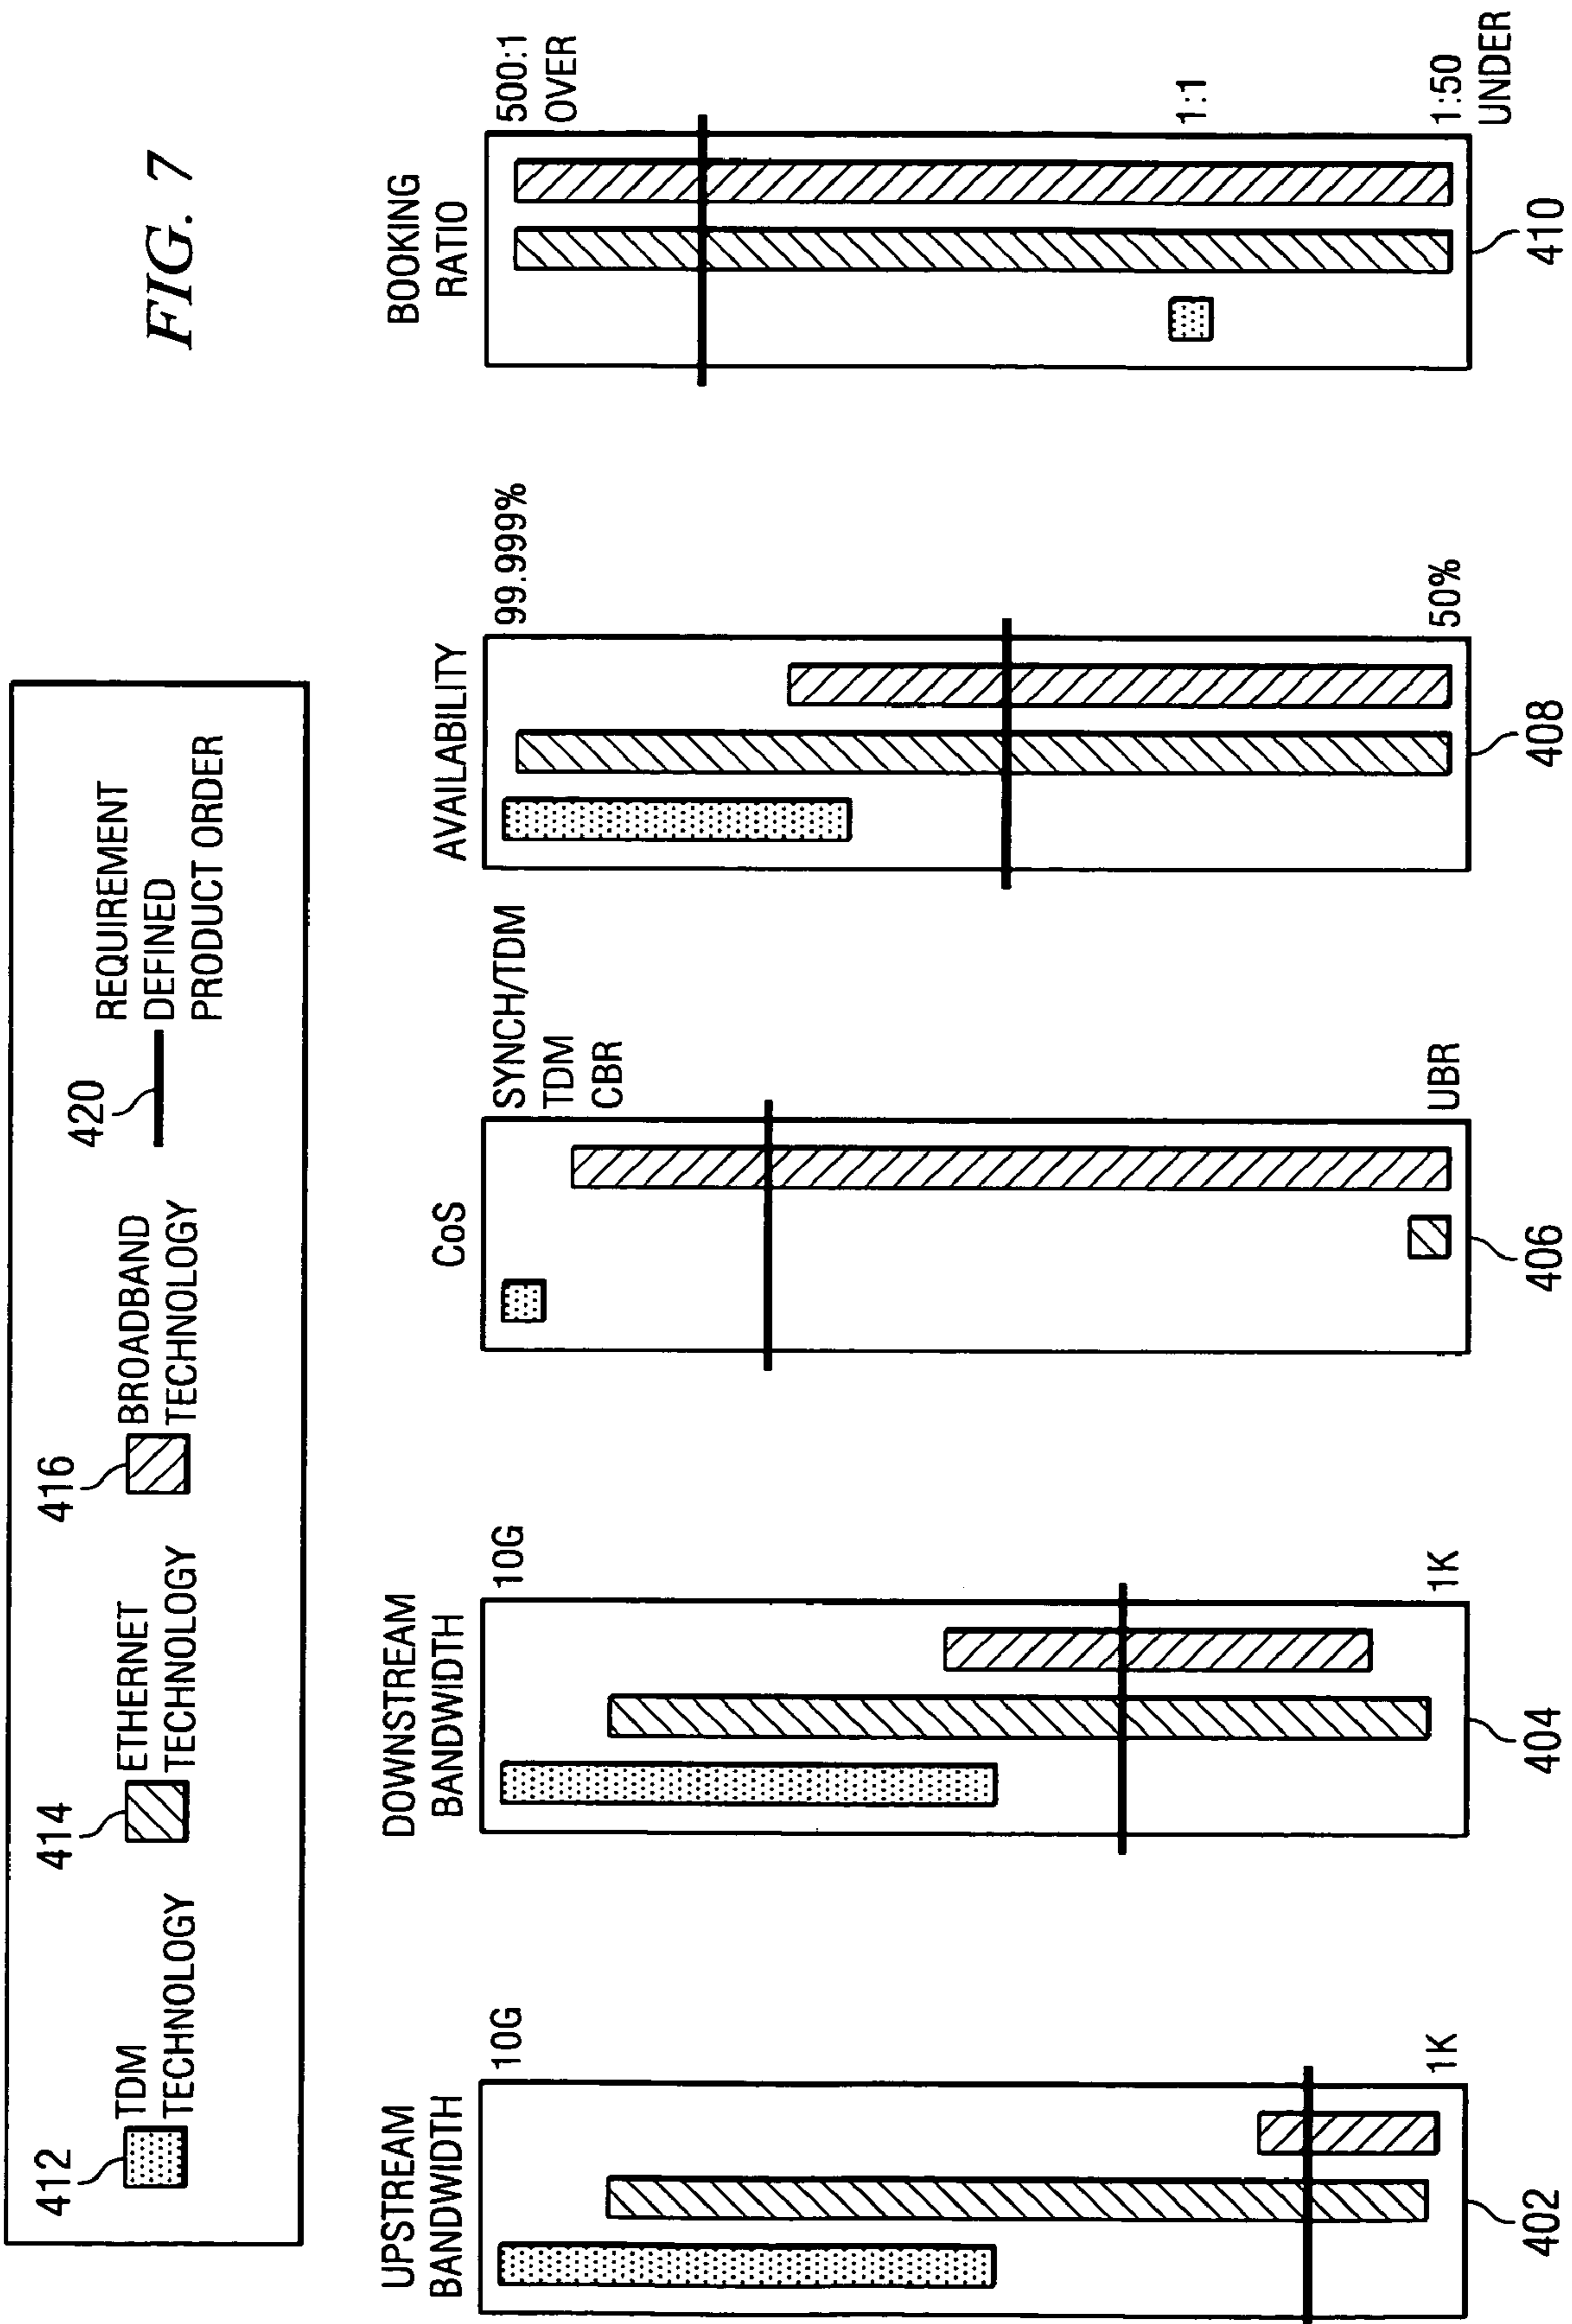 412
TDM
TECHNOLOGY
414
ETHERNET
TECHNOLOGY
416
BROADBAND
TECHNOLOGY
420
REQUIREMENT
DEFINED
PRODUCT ORDER
FIG. 7
UPSTREAM
BANDWIDTH
10G
1K
402
DOWNSTREAM
BANDWIDTH
10G
1K
404
CoS
SYNCH/TDM
TDM
CBR
UBR
406
AVAILABILITY
99.999%
50%
408
BOOKING
RATIO
500:1
OVER
1:1
1:50
UNDER
410